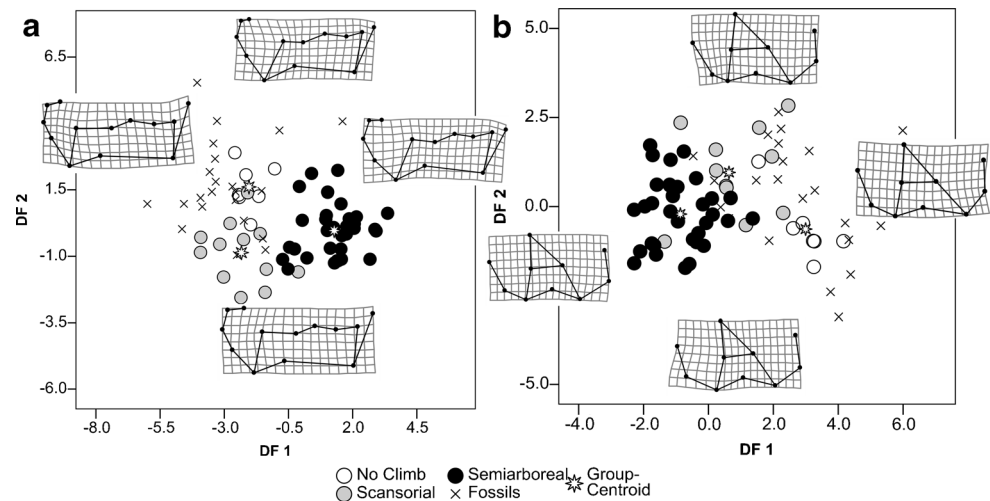 a
6.5
1.5
-1.0
-3.5
-6.0
DF 2
-8.0 -5.5 -3.0 -0.5 2.0 4.5
DF 1
b
5.0
2.5
0.0
-5.0
DF 2
-4.0 -2.0 0.0 2.0 4.0 6.0
DF 1
No Climb Semiarboreal Group-
Scansorial Fossils Centroid